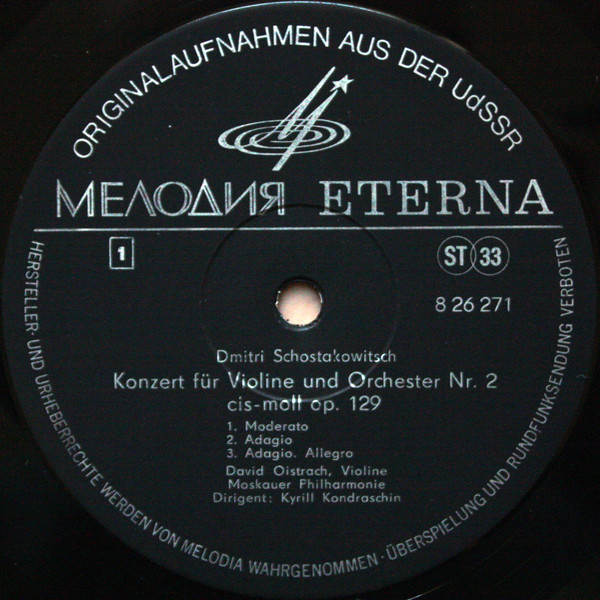 ORIGINALAUFNAHMEN AUS DER UdSSR
МЕЛОДИЯ ETERNA
1
ST 33
8 26 271
Dmitri Schostakowitsch
Konzert für Violine und Orchester Nr. 2
cis-moll op. 129
1. Moderato
2. Adagio
3. Adagio. Allegro
David Oistrach, Violine
Moskauer Philharmonie
Dirigent: Kyrill Kondraschin
HERSTELLER- UND URHEBERRECHTE WERDEN VON MELODIA WAHRGENOMMEN · ÜBERSPIELUNG UND RUNDFUNKSENDUNG VERBOTEN